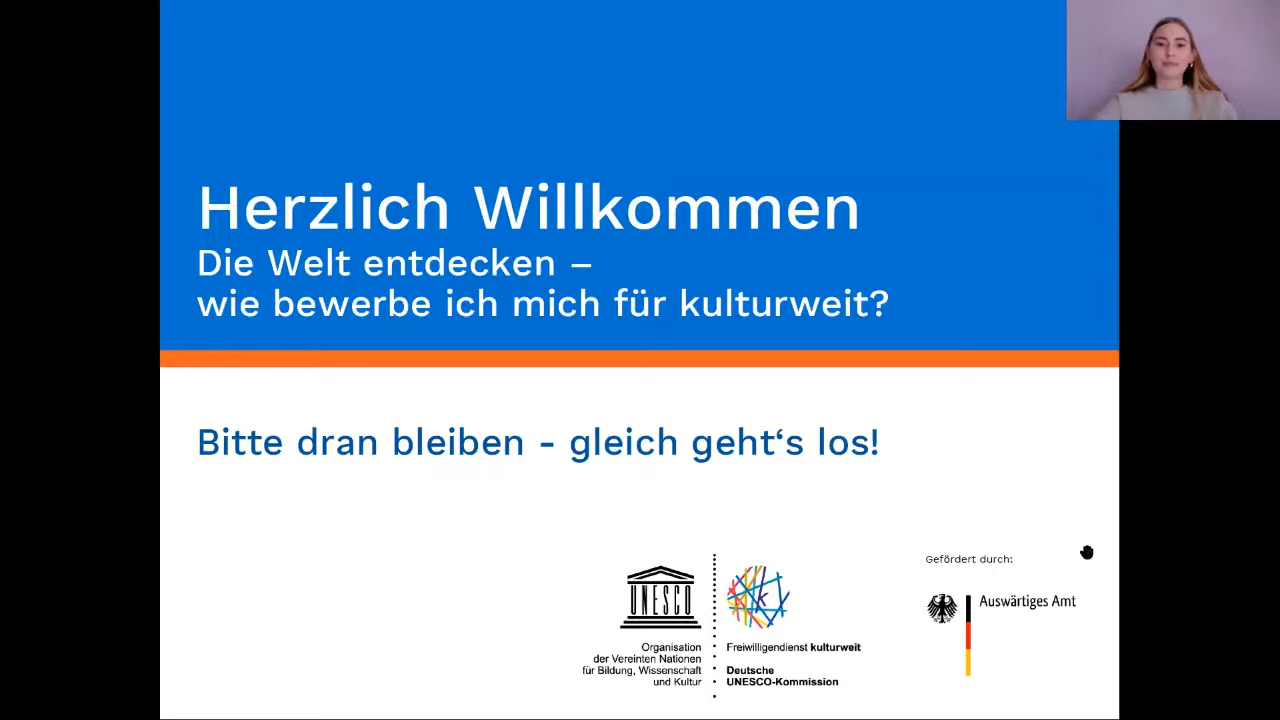 Herzlich Willkommen
Die Welt entdecken –
wie bewerbe ich mich für kulturweit?
Bitte dran bleiben - gleich geht‘s los!
UNESCO
Organisation
der Vereinten Nationen
für Bildung, Wissenschaft
und Kultur
k
Freiwilligendienst kulturweit
Deutsche
UNESCO-Kommission
Gefördert durch:
Auswärtiges Amt